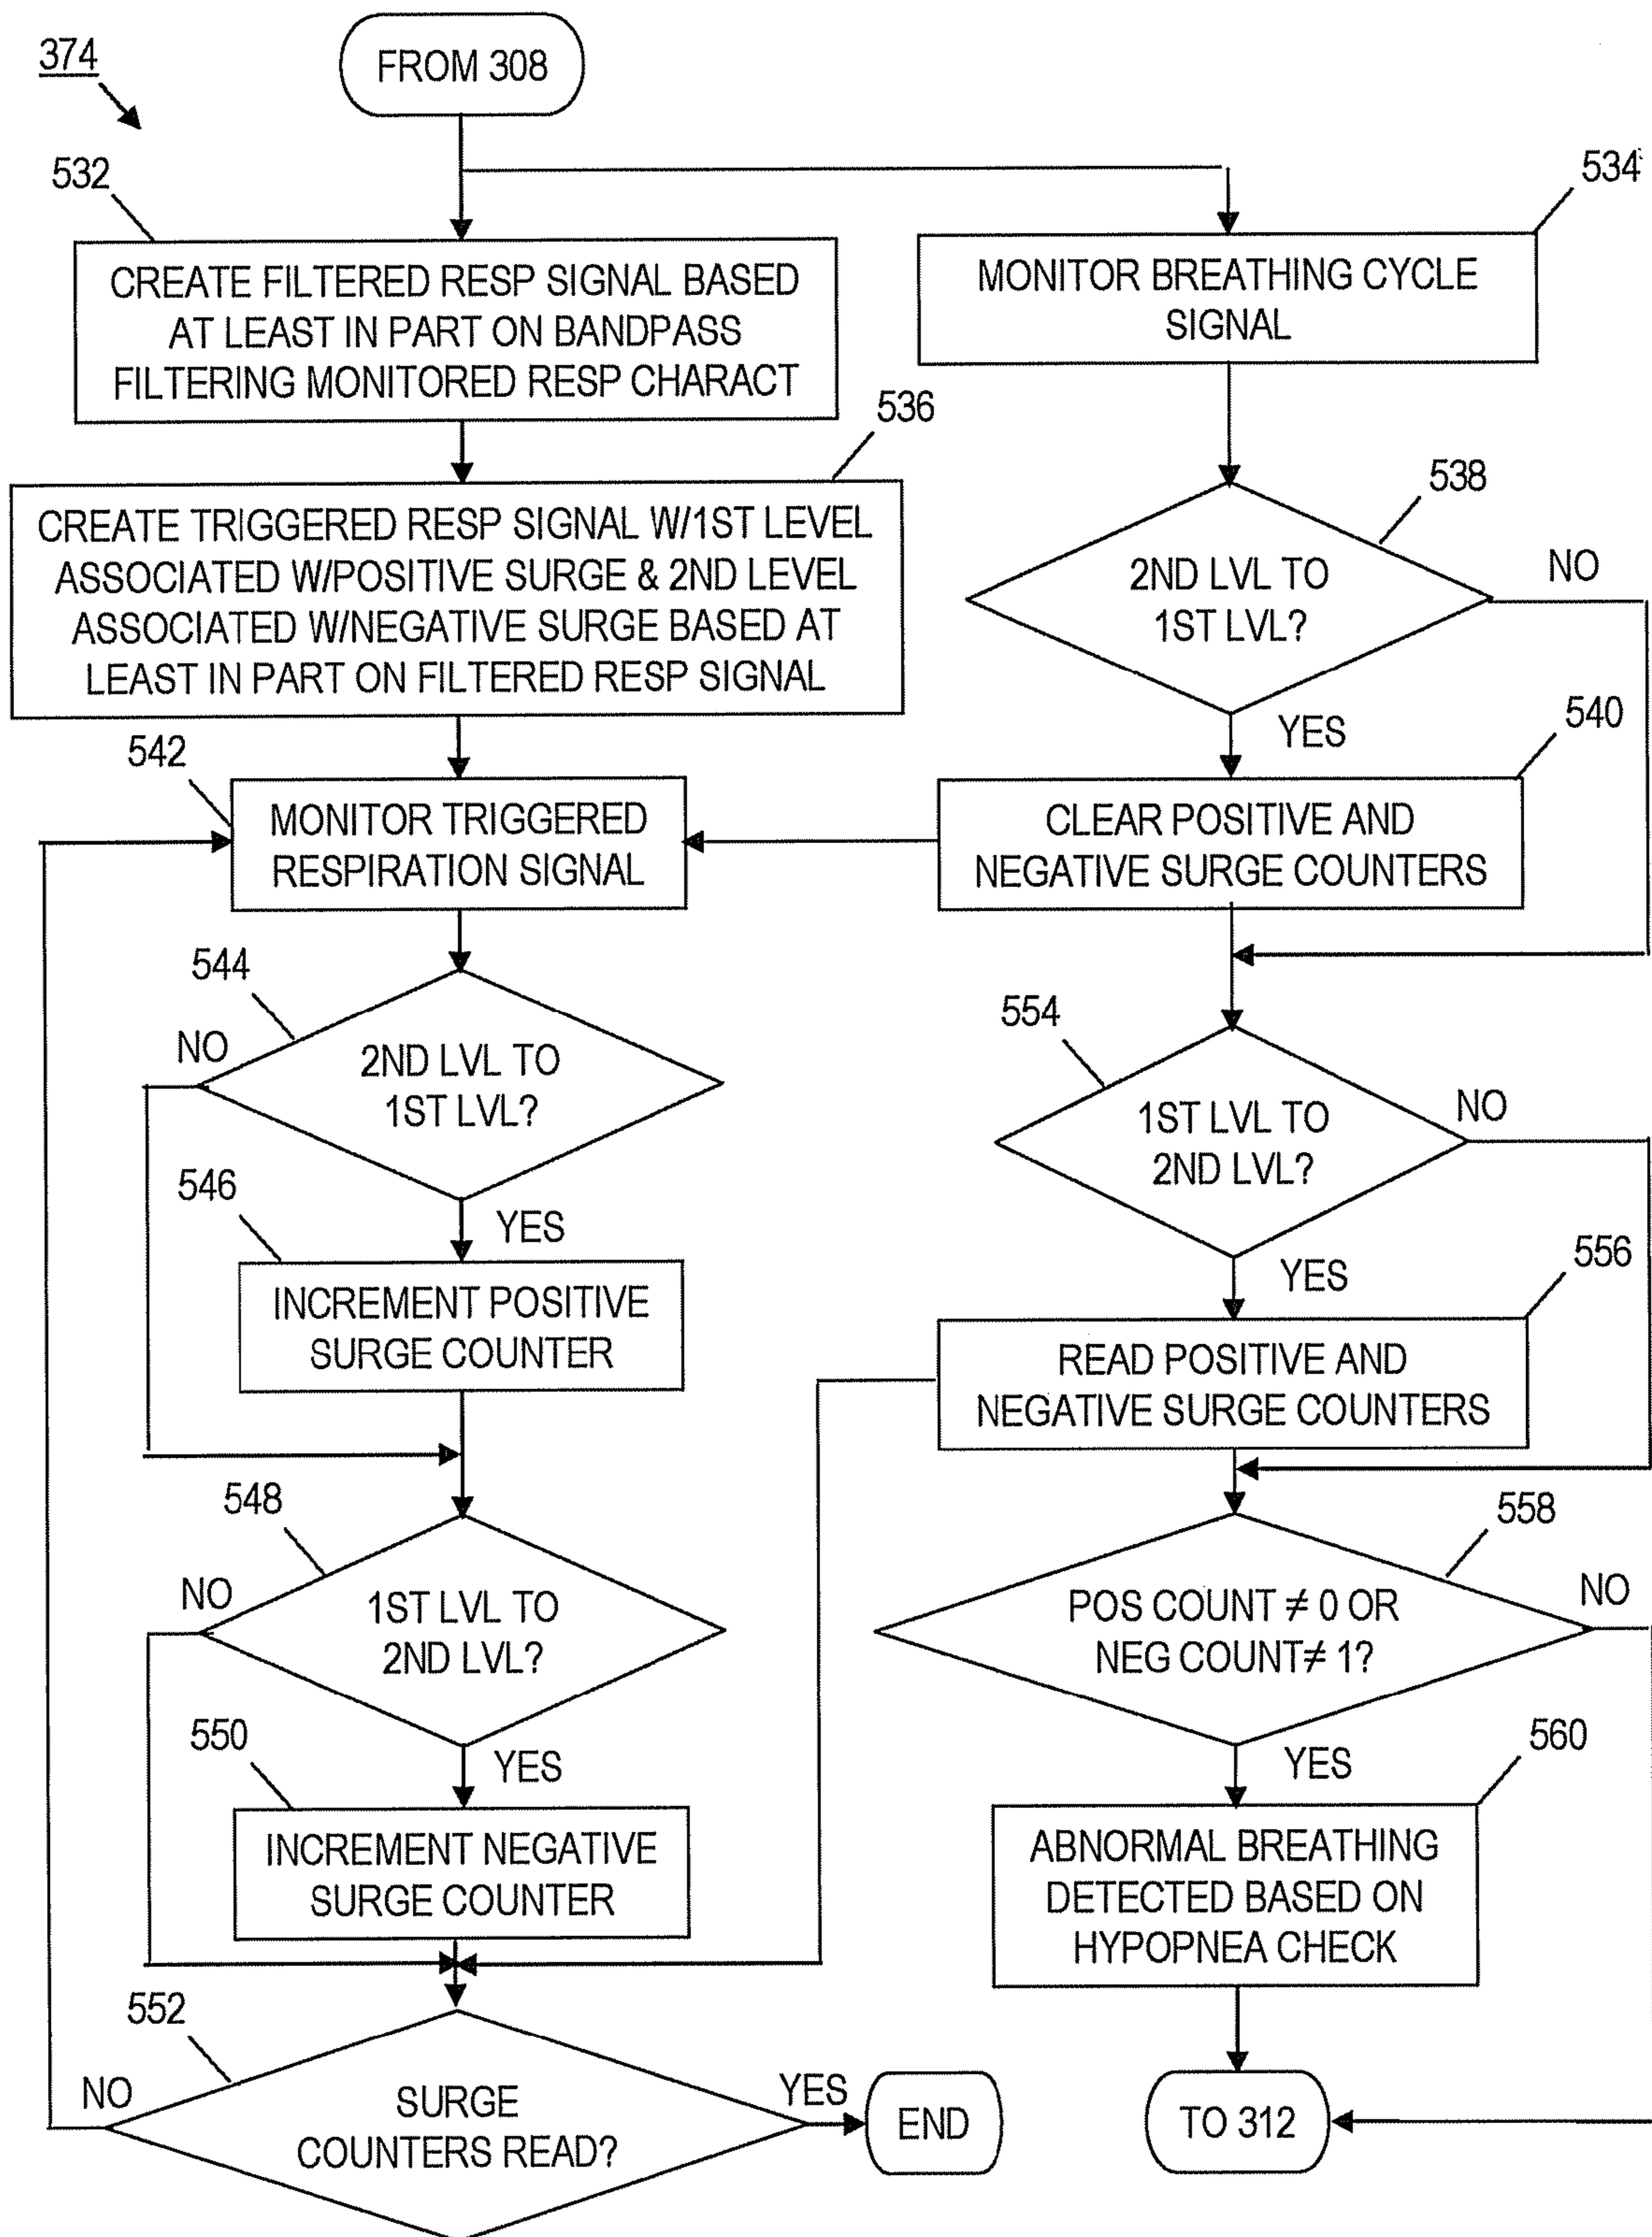 374
FROM 308
532
534
CREATE FILTERED RESP SIGNAL BASED
AT LEAST IN PART ON BANDPASS
FILTERING MONITORED RESP CHARACT
MONITOR BREATHING CYCLE
SIGNAL
536
CREATE TRIGGERED RESP SIGNAL W/1ST LEVEL
ASSOCIATED W/POSITIVE SURGE & 2ND LEVEL
ASSOCIATED W/NEGATIVE SURGE BASED AT
LEAST IN PART ON FILTERED RESP SIGNAL
538
2ND LVL TO
1ST LVL?
NO
YES
540
542
MONITOR TRIGGERED
RESPIRATION SIGNAL
CLEAR POSITIVE AND
NEGATIVE SURGE COUNTERS
544
NO
2ND LVL TO
1ST LVL?
YES
554
1ST LVL TO
2ND LVL?
NO
YES
546
INCREMENT POSITIVE
SURGE COUNTER
556
READ POSITIVE AND
NEGATIVE SURGE COUNTERS
548
NO
1ST LVL TO
2ND LVL?
YES
558
POS COUNT ≠ 0 OR
NEG COUNT≠ 1?
NO
YES
550
INCREMENT NEGATIVE
SURGE COUNTER
560
ABNORMAL BREATHING
DETECTED BASED ON
HYPOPNEA CHECK
552
NO
SURGE
COUNTERS READ?
YES
END
TO 312